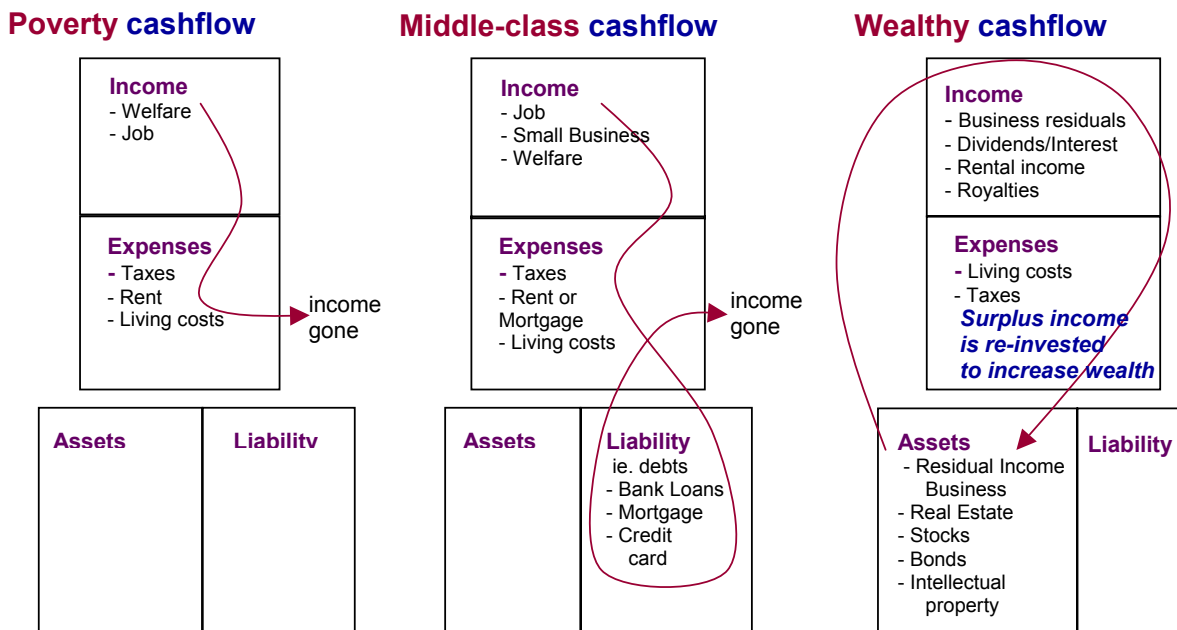 Poverty cashflow
Income
- Welfare
- Job
Expenses
- Taxes
- Rent
- Living costs
income
gone
Assets
Liability
Middle-class cashflow
Income
- Job
- Small Business
- Welfare
Expenses
- Taxes
- Rent or
Mortgage
- Living costs
income
gone
Assets
Liability
ie. debts
- Bank Loans
- Mortgage
- Credit
card
Wealthy cashflow
Income
- Business residuals
- Dividends/Interest
- Rental income
- Royalties
Expenses
- Living costs
- Taxes
Surplus income
is re-invested
to increase wealth
Assets
- Residual Income
Business
- Real Estate
- Stocks
- Bonds
- Intellectual
property
Liability